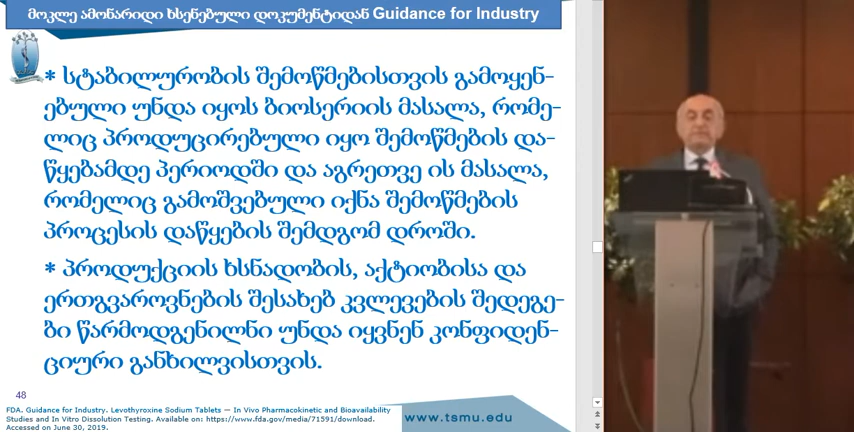 მოკლე ამონარიდი ხსენებული დოკუმენტიდან Guidance for Industry
* სტაბილურობის შემოწმებისთვის გამოყენ-
ებული უნდა იყოს ბიოსერიის მასალა, რომე-
ლიც პროდუცირებული იყო შემოწმების და-
წყებამდე პერიოდში და აგრეთვე ის მასალა,
რომელიც გამოშვებული იქნა შემოწმების
პროცესის დაწყების შემდგომ დროში.
* პროდუქციის ხსნადობის, აქტიობისა და
ერთგვაროვნების შესახებ კვლევების შედეგე-
ბი წარმოდგენილნი უნდა იყვნენ კონფიდენ-
ციური განხილვისთვის.
48
FDA. Guidance for Industry. Levothyroxine Sodium Tablets — In Vivo Pharmacokinetic and Bioavailability
Studies and In Vitro Dissolution Testing. Available on: https://www.fda.gov/media/71591/download.
Accessed on June 30, 2019.
www.tsmu.edu